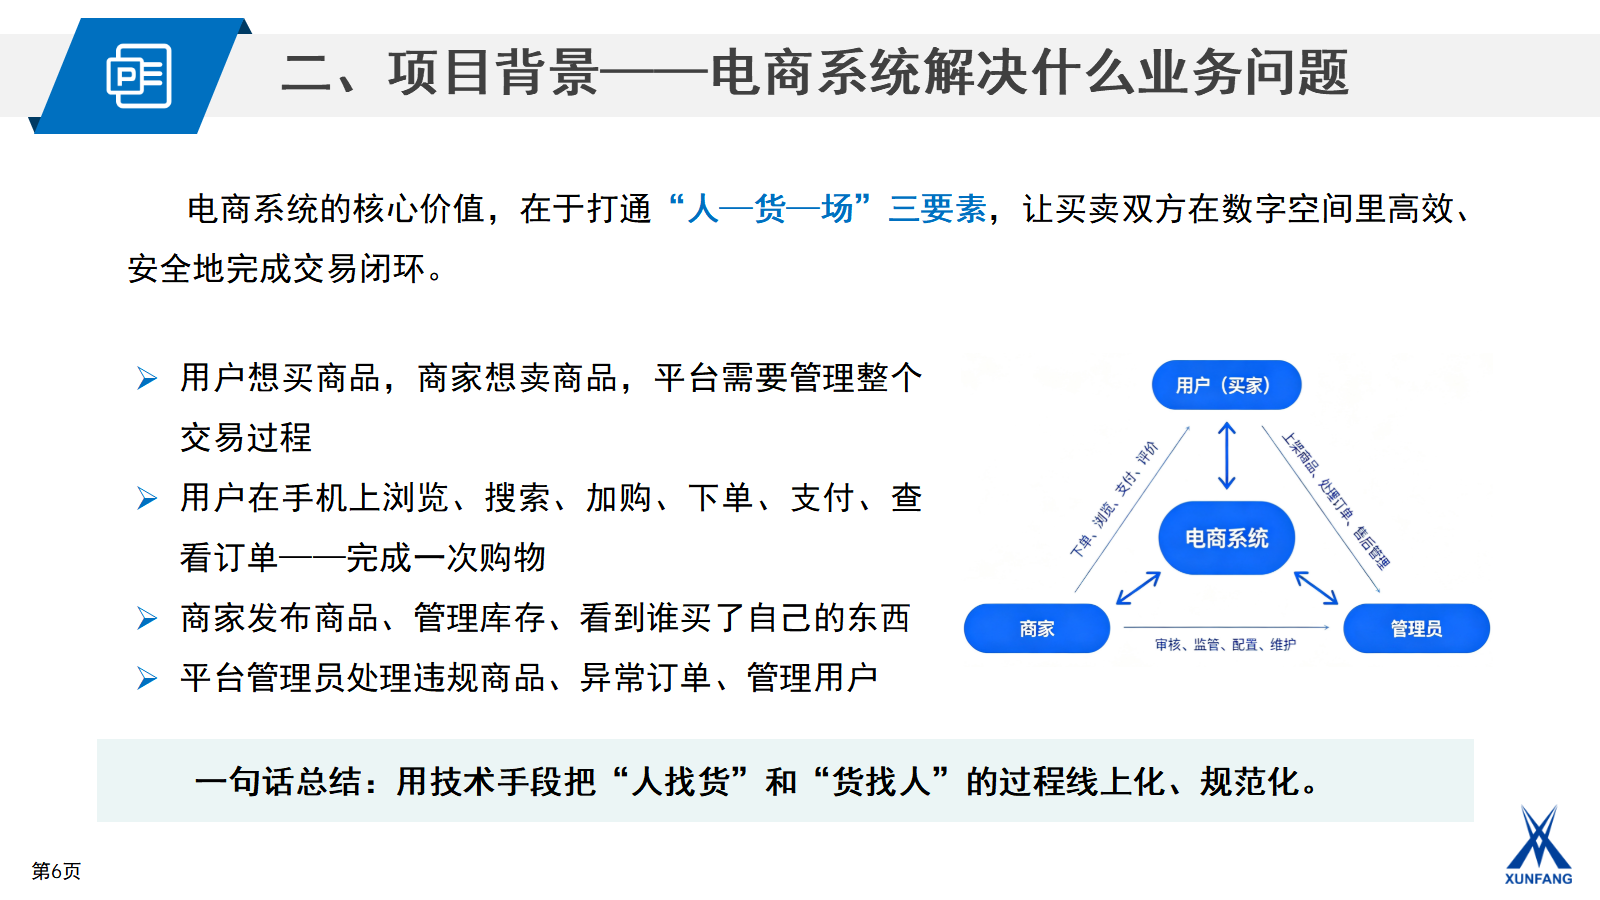 二、项目背景——电商系统解决什么业务问题
电商系统的核心价值，在于打通“人—货—场”三要素，让买卖双方在数字空间里高效、
安全地完成交易闭环。
用户想买商品，商家想卖商品，平台需要管理整个
交易过程
用户在手机上浏览、搜索、加购、下单、支付、查
看订单——完成一次购物
商家发布商品、管理库存、看到谁买了自己的东西
平台管理员处理违规商品、异常订单、管理用户
用户（买家）
下单、浏览、支付、评价
上架商品、处理订单、售后管理
电商系统
商家
管理员
审核、监管、配置、维护
一句话总结：用技术手段把“人找货”和“货找人”的过程线上化、规范化。
第6页
XUNFANG